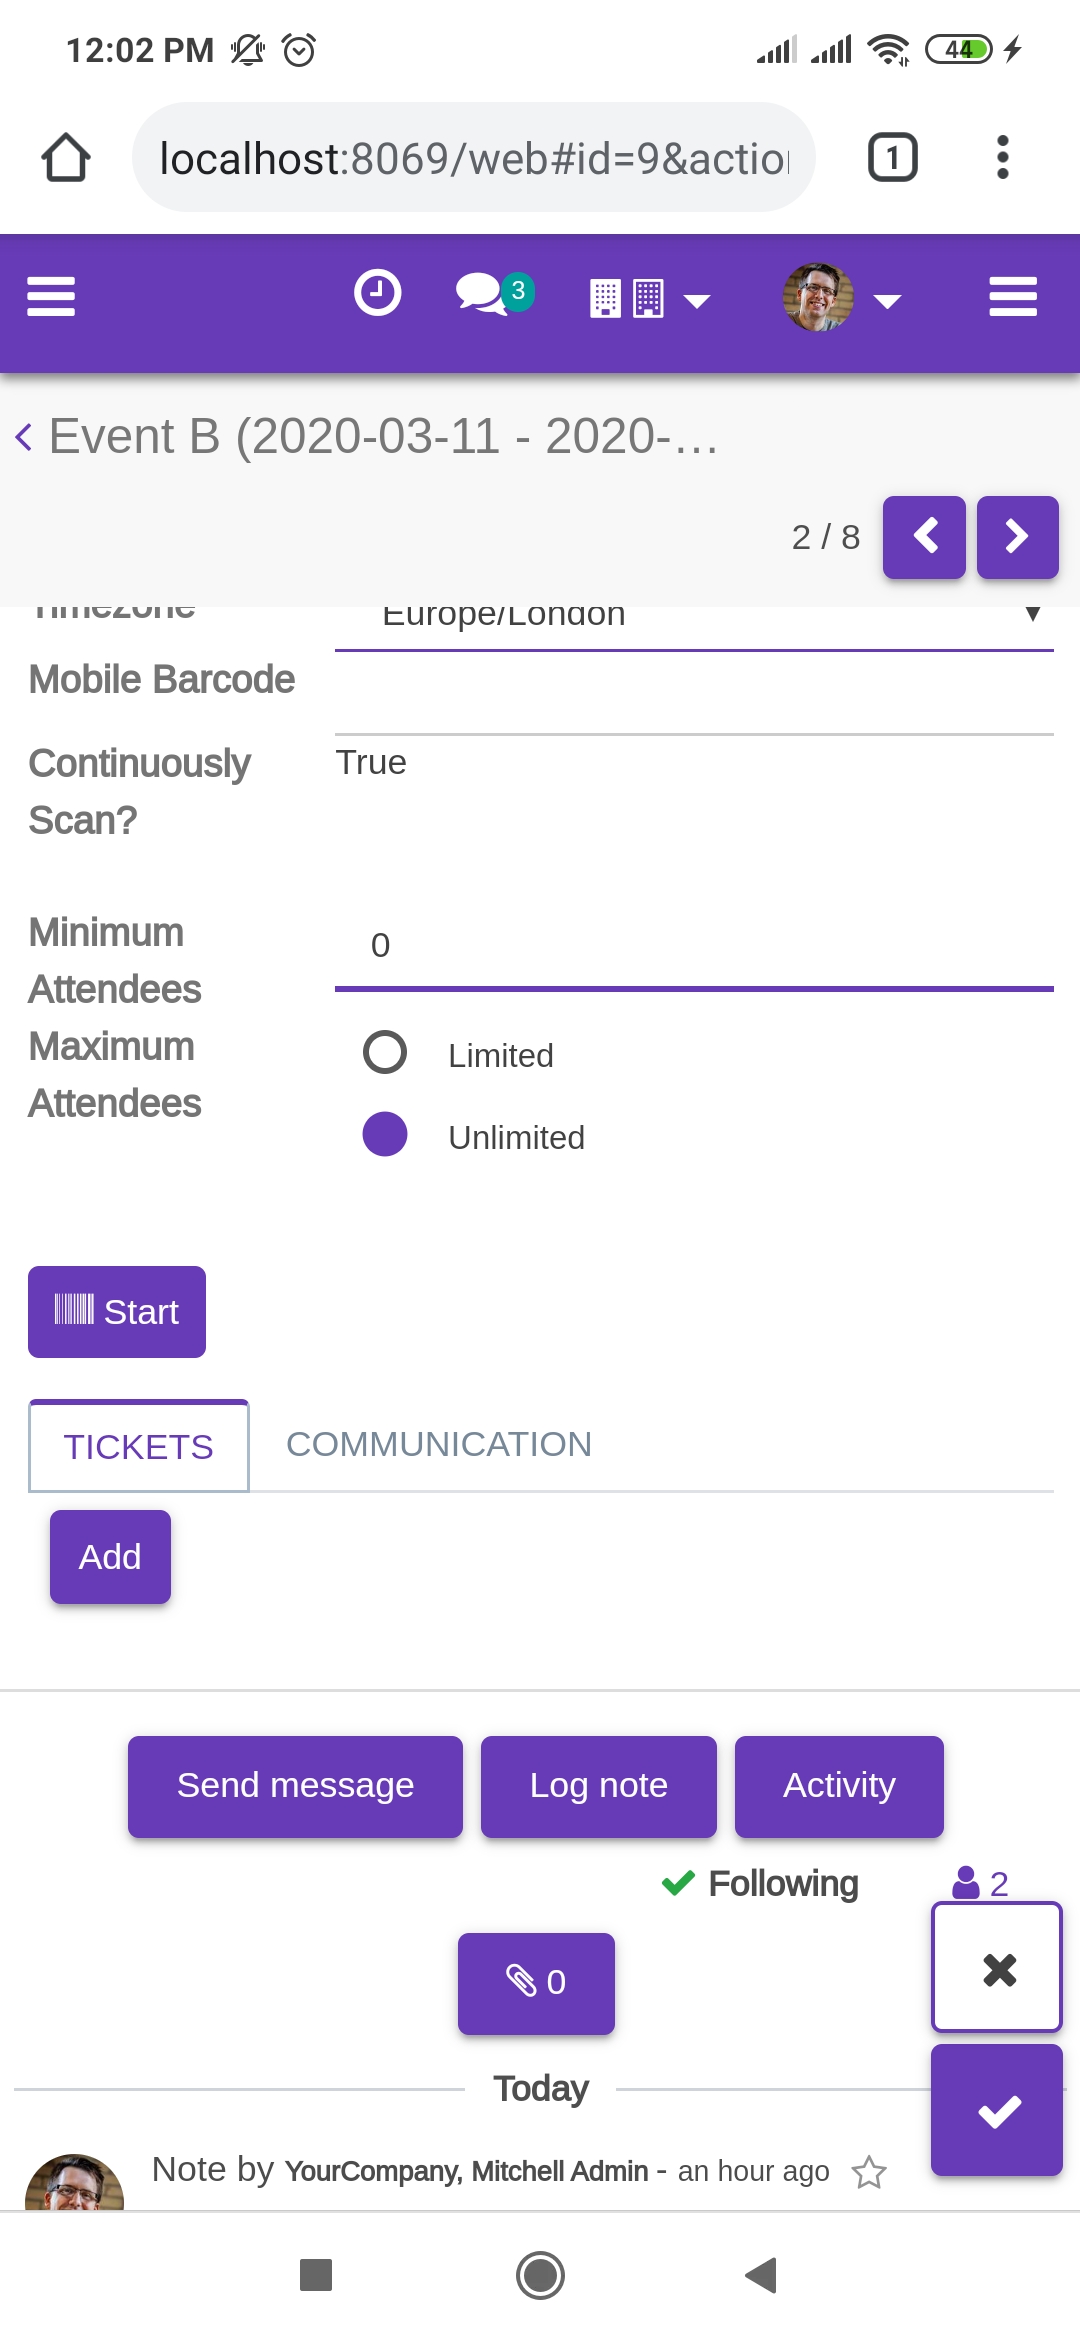 12:02 PM
44
localhost:8069/web#id=9&actio
1
3
Event B (2020-03-11 - 2020-…
2 / 8
Timezone
Europe/London
Mobile Barcode
Continuously
Scan?
True
Minimum
Attendees
0
Maximum
Attendees
Limited
Unlimited
Start
TICKETS
COMMUNICATION
Add
Send message
Log note
Activity
Following
2
0
Today
Note by YourCompany, Mitchell Admin - an hour ago